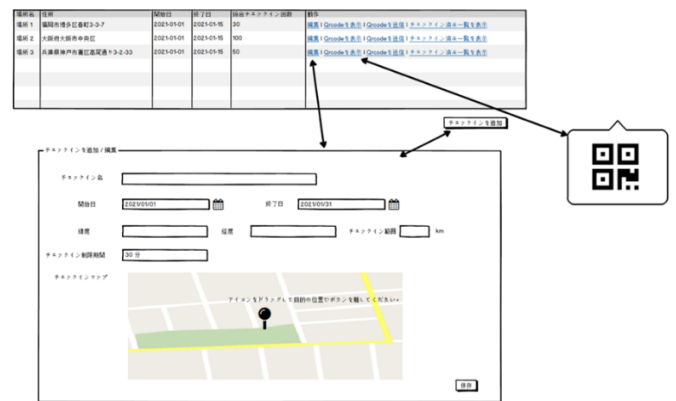 場所名 住所 開始日 終了日 総合チェックイン回数 動作
場所 1 福岡市博多区春町3-3-7 2021-01-01 2021-01-15 30 編集 | Qrcodeを表示 | Qrcodeを送信 | チェックイン済み一覧を表示
場所 2 大阪府大阪市中央区 2021-01-01 2021-01-15 100 編集 | Qrcodeを表示 | Qrcodeを送信 | チェックイン済み一覧を表示
場所 3 兵庫県神戸市灘区高尾通り3-2-33 2021-01-01 2021-01-15 50 編集 | Qrcodeを表示 | Qrcodeを送信 | チェックイン済み一覧を表示
チェックインを追加
チェックインを追加 / 編集
チェックイン名
開始日 2021/01/01 終了日 2021/01/31
緯度 経度 チェックイン範囲 km
チェックイン制限期間 30 分
チェックインマップ
アイコンをドラッグして目的の位置でボタンを離してください。
保存